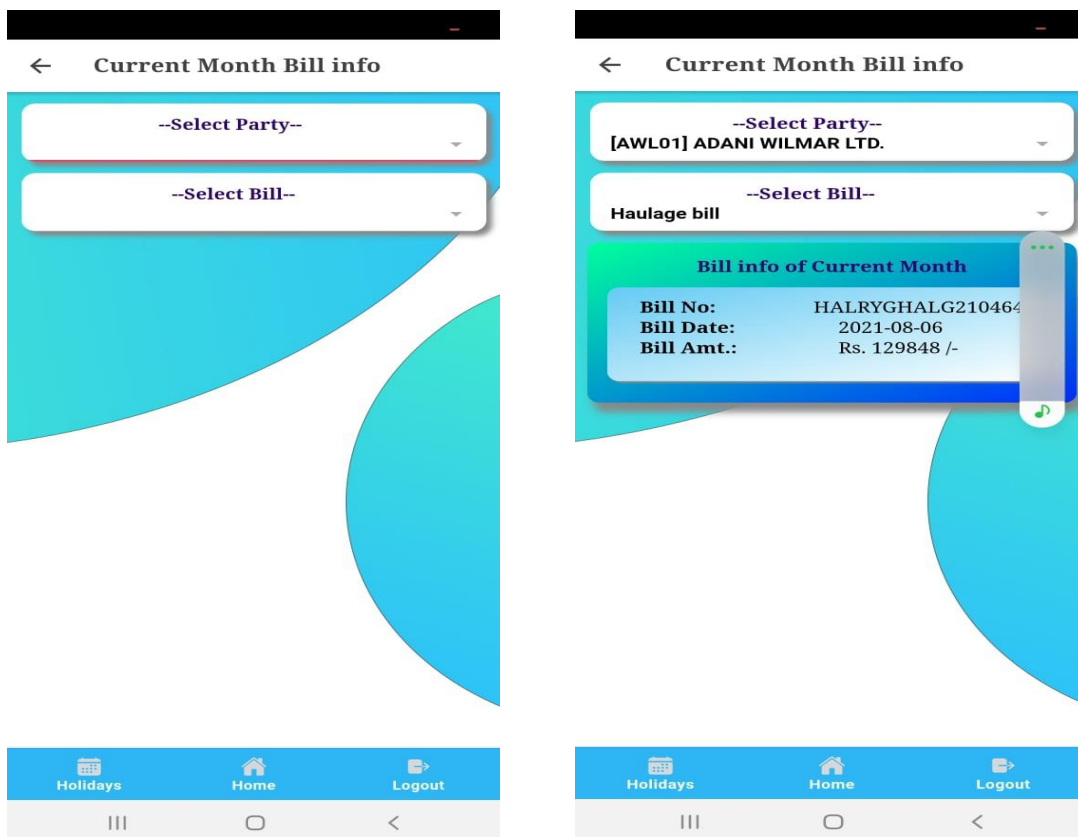 Current Month Bill info
--Select Party--
--Select Bill--
Holidays Home Logout
Current Month Bill info
--Select Party--
[AWL01] ADANI WILMAR LTD.
--Select Bill--
Haulage bill
Bill info of Current Month
Bill No: HALRYGHALG210464
Bill Date: 2021-08-06
Bill Amt.: Rs. 129848 /-
Holidays Home Logout